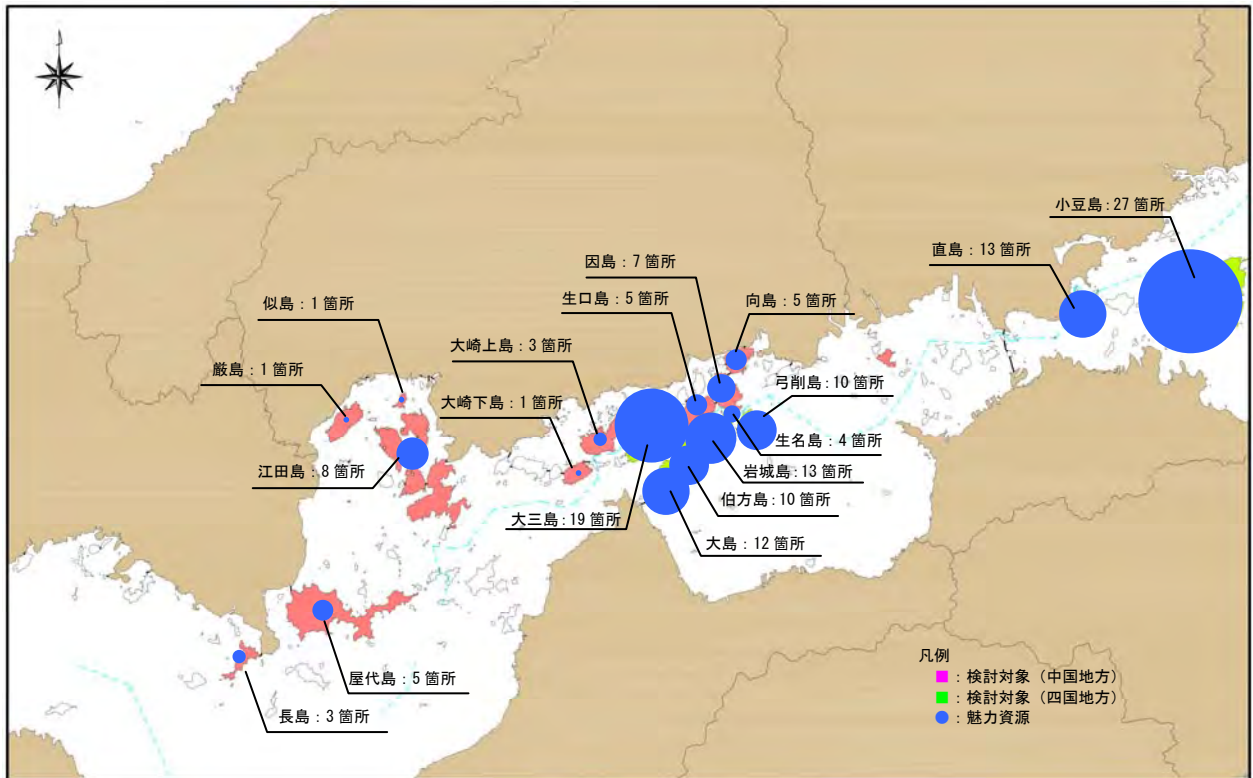 小豆島：27 箇所
直島：13 箇所
因島：7 箇所
生口島：5 箇所
向島：5 箇所
似島：1 箇所
大崎上島：3 箇所
厳島：1 箇所
弓削島：10 箇所
大崎下島：1 箇所
生名島：4 箇所
江田島：8 箇所
岩城島：13 箇所
伯方島：10 箇所
大三島：19 箇所
大島：12 箇所
屋代島：5 箇所
長島：3 箇所
凡例
：検討対象（中国地方）
：検討対象（四国地方）
：魅力資源